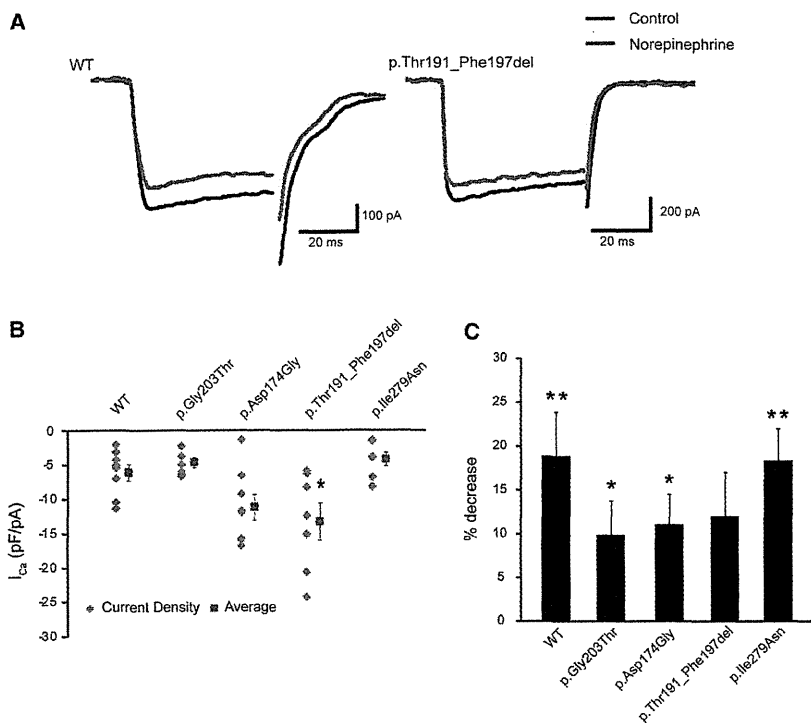 A
Control
Norepinephrine
WT
p.Thr191_Phe197del
100 pA
20 ms
200 pA
20 ms
B
WT
p.Gly203Thr
p.Asp174Gly
p.Thr191_Phe197del
p.Ile279Asn
0
-5
-10
-15
-20
-25
-30
I_Ca (pF/pA)
*
Current Density
Average
C
30
25
20
15
10
5
0
% decrease
**
*
*
**
WT
p.Gly203Thr
p.Asp174Gly
p.Thr191_Phe197del
p.Ile279Asn